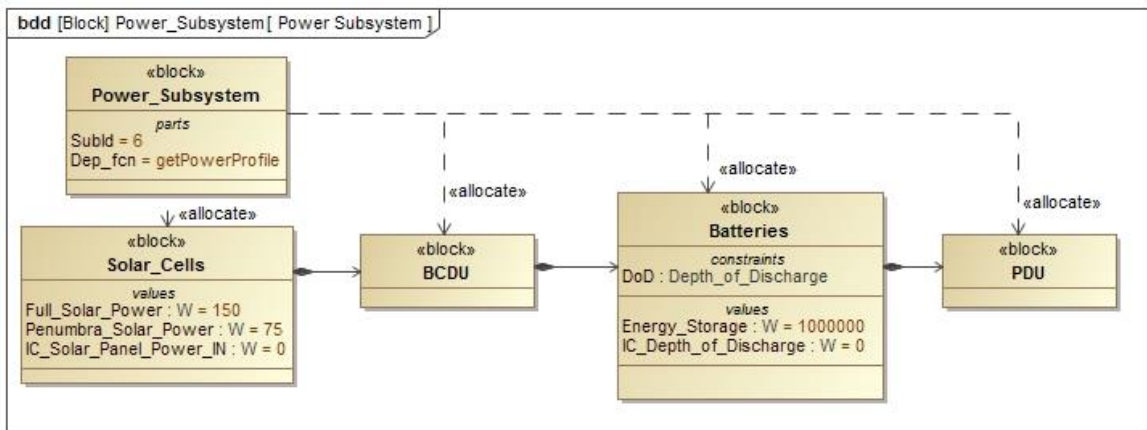 bdd [Block] Power_Subsystem[ Power Subsystem ]
«block»
Power_Subsystem
parts
SubId = 6
Dep_fcn = getPowerProfile
«allocate»
«allocate»
«allocate»
«allocate»
«block»
Solar_Cells
values
Full_Solar_Power : W = 150
Penumbra_Solar_Power : W = 75
IC_Solar_Panel_Power_IN : W = 0
«block»
BCDU
«block»
Batteries
constraints
DoD : Depth_of_Discharge
values
Energy_Storage : W = 1000000
IC_Depth_of_Discharge : W = 0
«block»
PDU